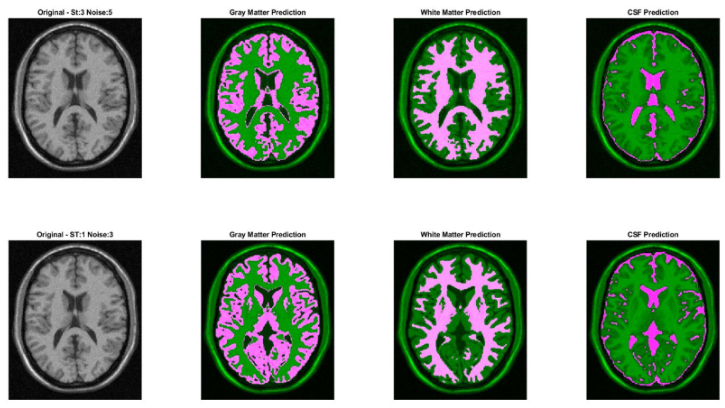 Original - St:3 Noise:5
Gray Matter Prediction
White Matter Prediction
CSF Prediction
Original - ST:1 Noise:3
Gray Matter Prediction
White Matter Prediction
CSF Prediction